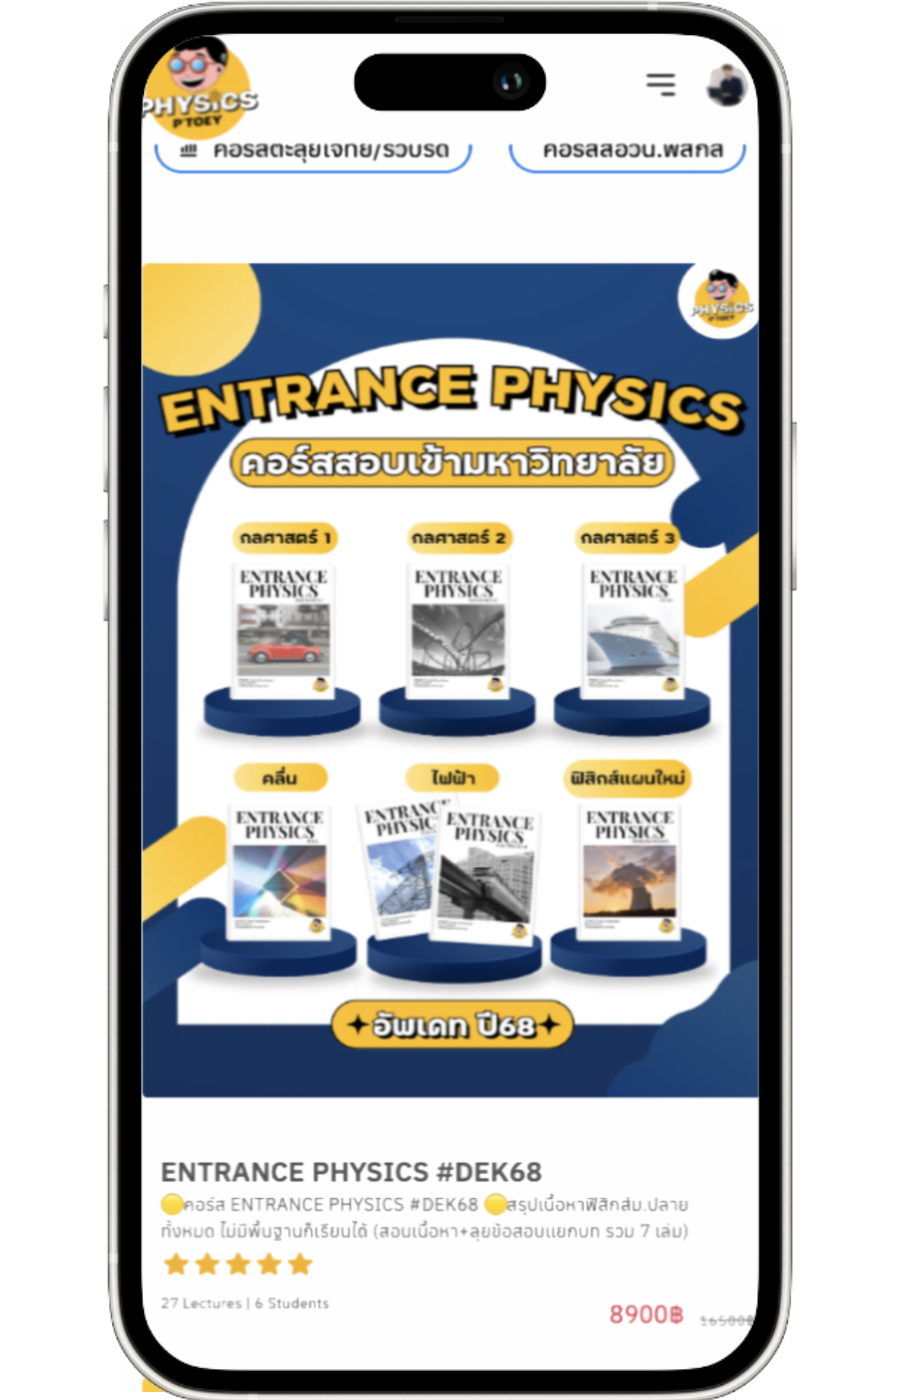 PHYSICS
P'TOEY
คอร์สตะลุยโจทย์/รวบรัด
คอร์สสอวน.ฟิสิกส์
PHYSICS
P'TOEY
ENTRANCE PHYSICS
คอร์สสอบเข้ามหาวิทยาลัย
กลศาสตร์ 1
กลศาสตร์ 2
กลศาสตร์ 3
ENTRANCE
PHYSICS
ENTRANCE
PHYSICS
ENTRANCE
PHYSICS
คลื่น
ไฟฟ้า
ฟิสิกส์แผนใหม่
ENTRANCE
PHYSICS
ENTRANC
PHYSIC
ENTRANCE
PHYSICS
ENTRANCE
PHYSICS
อัพเดท ปี68
ENTRANCE PHYSICS #DEK68
คอร์ส ENTRANCE PHYSICS #DEK68 สรุปเนื้อหาฟิสิกส์ม.ปลาย
ทั้งหมด ไม่มีพื้นฐานก็เรียนได้ (สอนเนื้อหา+ลุยข้อสอบแยกบท รวม 7 เล่ม)
27 Lectures | 6 Students
8900฿ 16500฿